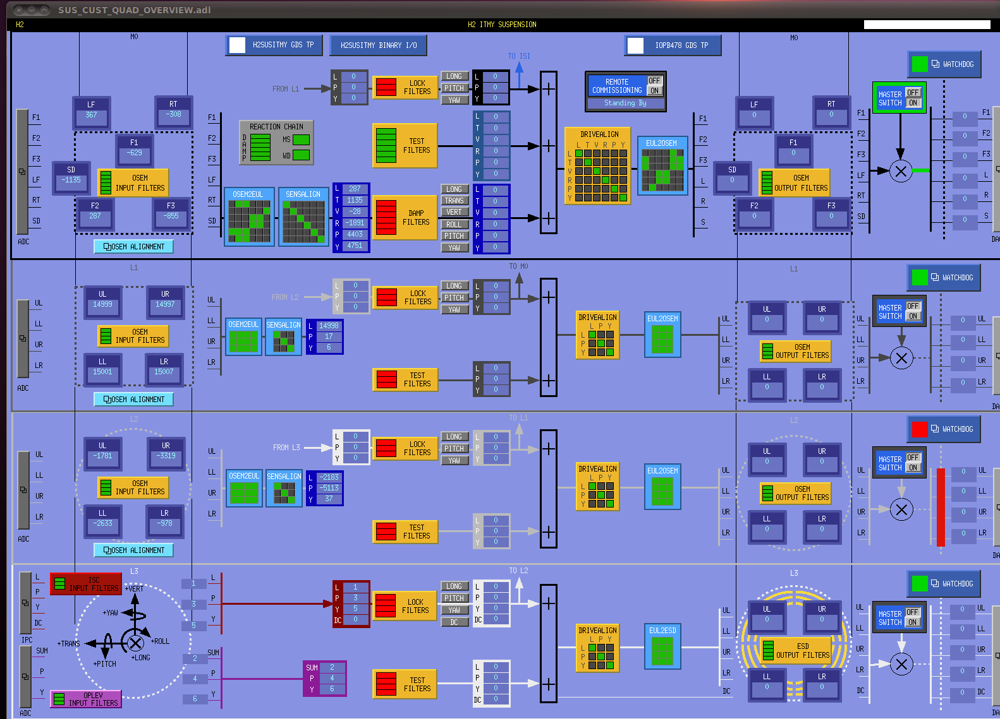 SUS_CUST_QUAD_OVERVIEW.adl
H2
H2 ITMY SUSPENSION
M0
H2SUSITMY GDS TP
H2SUSITMY BINARY I/O
IOPB478 GDS TP
M0
WATCHDOG
TO ISI
FROM L1
L 0
P 0
Y 0
LOCK FILTERS
LONG
PITCH
YAW
L 0
P 0
Y 0
REMOTE COMMISSIONING
OFF
ON
Standing By
MASTER SWITCH
OFF
ON
LF 367
RT -308
F1 -629
SD -1135
OSEM INPUT FILTERS
F2 287
F3 -855
OSEM ALIGNMENT
F1
F2
F3
LF
RT
SD
ADC
F1
F2
F3
LF
RT
SD
REACTION CHAIN
DAMP
MS
WD
TEST FILTERS
L 0
T 0
V 0
R 0
P 0
Y 0
OSEM2EUL
SENSALIGN
L 287
T 1135
V -28
R -1891
P 4403
Y 4751
DAMP FILTERS
LONG
TRANS
VERT
ROLL
PITCH
YAW
L 0
T 0
V 0
R 0
P 0
Y 0
DRIVEALIGN
L T V R P Y
L
T
V
R
P
Y
EUL2OSEM
F1
F2
F3
L
R
S
LF 0
RT 0
F1 0
SD 0
OSEM OUTPUT FILTERS
F2 0
F3 0
F1
F2
F3
LF
RT
SD
0 F1
0 F2
0 F3
0 L
0 R
0 S
L1
UL 14999
UR 14997
OSEM INPUT FILTERS
LL 15001
LR 15007
OSEM ALIGNMENT
UL
LL
UR
LR
ADC
UL
LL
UR
LR
FROM L2
L 0
P 0
Y 0
LOCK FILTERS
LONG
PITCH
YAW
L 0
P 0
Y 0
TO M0
OSEM2EUL
SENSALIGN
L 14998
P 17
Y 6
TEST FILTERS
L 0
P 0
Y 0
DRIVEALIGN
L P Y
L
P
Y
EUL2OSEM
UL
LL
UR
LR
L1
UL 0
UR 0
OSEM OUTPUT FILTERS
LL 0
LR 0
WATCHDOG
MASTER SWITCH
OFF
ON
UL
LL
UR
LR
0 UL
0 LL
0 UR
0 LR
L2
UL -1781
UR -3319
OSEM INPUT FILTERS
LL -2633
LR -978
OSEM ALIGNMENT
UL
LL
UR
LR
ADC
UL
LL
UR
LR
FROM L3
L 0
P 0
Y 0
LOCK FILTERS
LONG
PITCH
YAW
L 0
P 0
Y 0
TO L1
OSEM2EUL
SENSALIGN
L -2183
P -5113
Y 37
TEST FILTERS
L 0
P 0
Y 0
DRIVEALIGN
L P Y
L
P
Y
EUL2OSEM
UL
LL
UR
LR
L2
UL 0
UR 0
OSEM OUTPUT FILTERS
LL 0
LR 0
WATCHDOG
MASTER SWITCH
OFF
ON
UL
LL
UR
LR
0 UL
0 LL
0 UR
0 LR
L3
L
P
Y
DC
IPC
SUM
P
Y
ADC
ISC INPUT FILTERS
+VERT
+YAW
+TRANS
+ROLL
+LONG
+PITCH
OPLEV INPUT FILTERS
1 L
3 P
5 Y
2 SUM
4 P
6 Y
L 1
P 3
Y 5
DC 0
LOCK FILTERS
LONG
PITCH
YAW
DC
L 0
P 0
Y 0
DC 0
TO L2
SUM 2
P 4
Y 6
TEST FILTERS
L 0
P 0
Y 0
DC 0
DRIVEALIGN
L P Y
L
P
Y
EUL2ESD
UL
LL
UR
LR
DC
L3
UL 0
UR 0
ESD OUTPUT FILTERS
LL 0
LR 0
WATCHDOG
MASTER SWITCH
OFF
ON
UL
LL
UR
LR
DC
0 UL
0 LL
0 UR
0 LR
0 DC